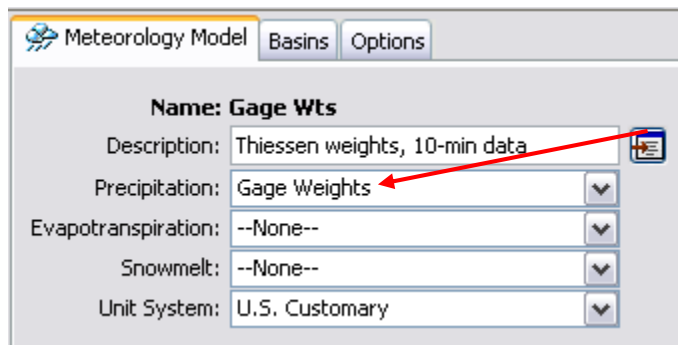 Meteorology Model Basins Options
Name: Gage Wts
Description: Thiessen weights, 10-min data
Precipitation: Gage Weights
Evapotranspiration: --None--
Snowmelt: --None--
Unit System: U.S. Customary